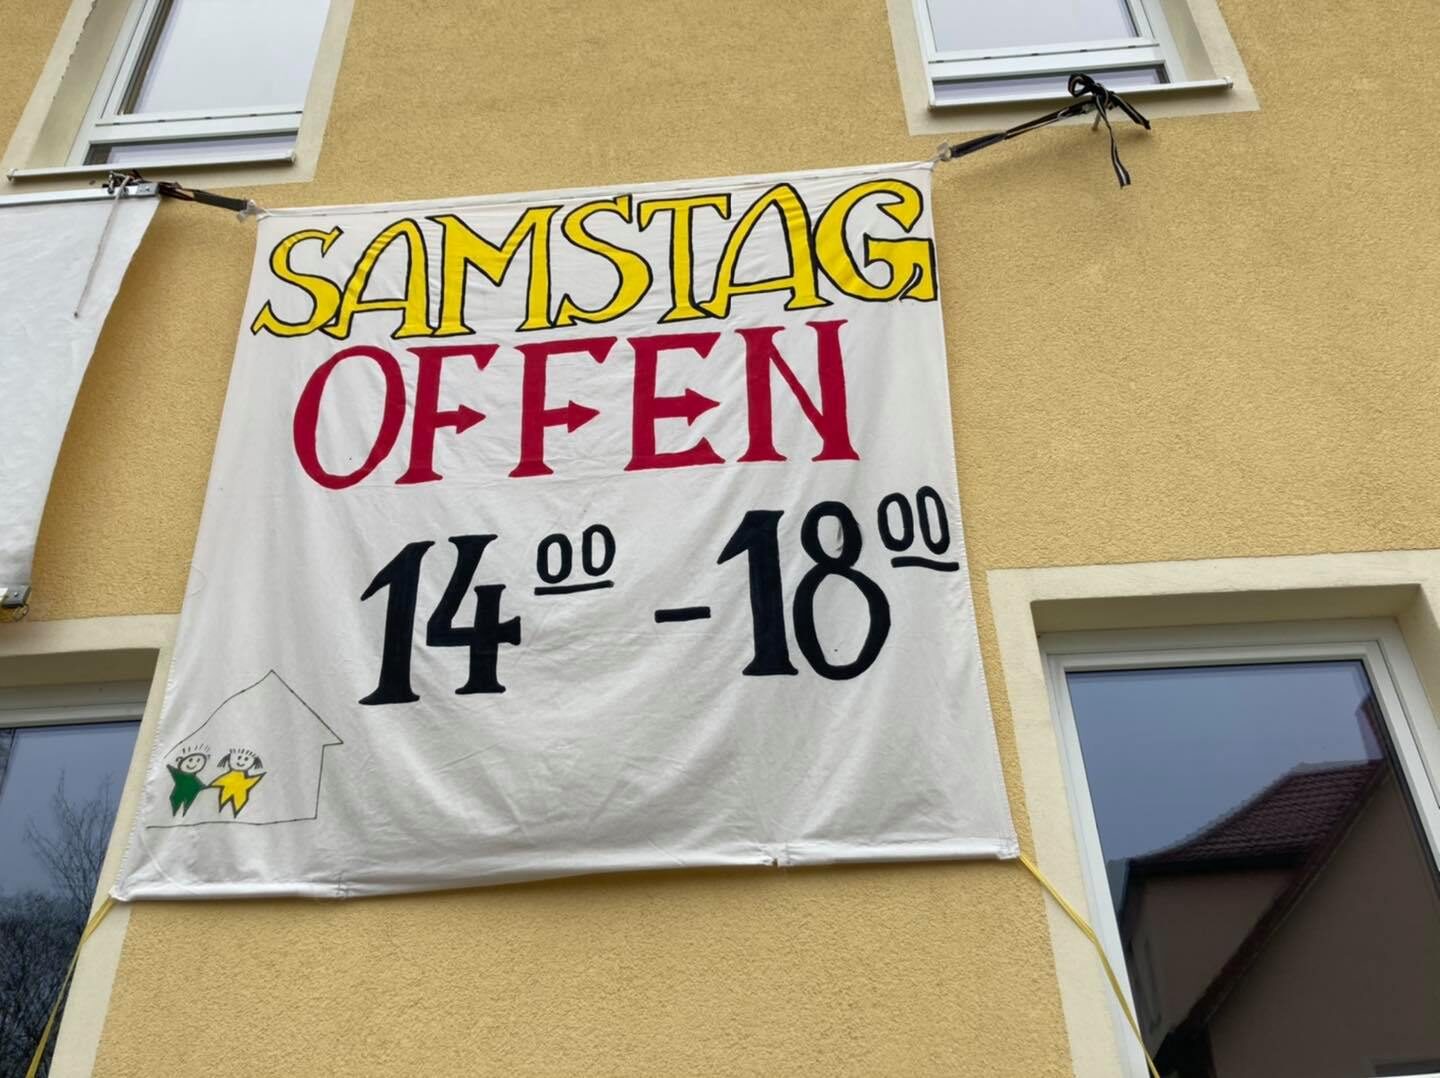 SAMSTAG
OFFEN
14⁰⁰ – 18⁰⁰